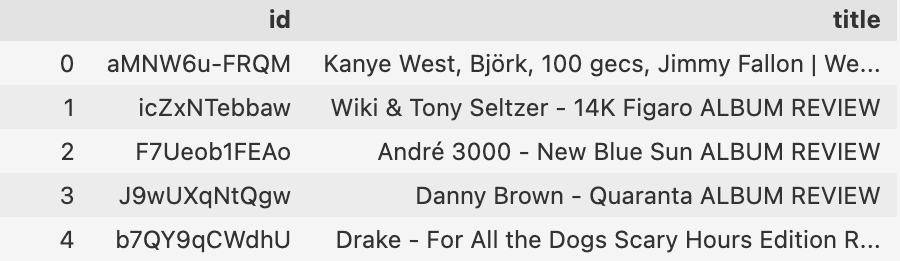 id title
0 aMNW6u-FRQM Kanye West, Björk, 100 gecs, Jimmy Fallon | We...
1 icZxNTebbaw Wiki & Tony Seltzer - 14K Figaro ALBUM REVIEW
2 F7Ueob1FEAo André 3000 - New Blue Sun ALBUM REVIEW
3 J9wUXqNtQgw Danny Brown - Quaranta ALBUM REVIEW
4 b7QY9qCWdhU Drake - For All the Dogs Scary Hours Edition R...